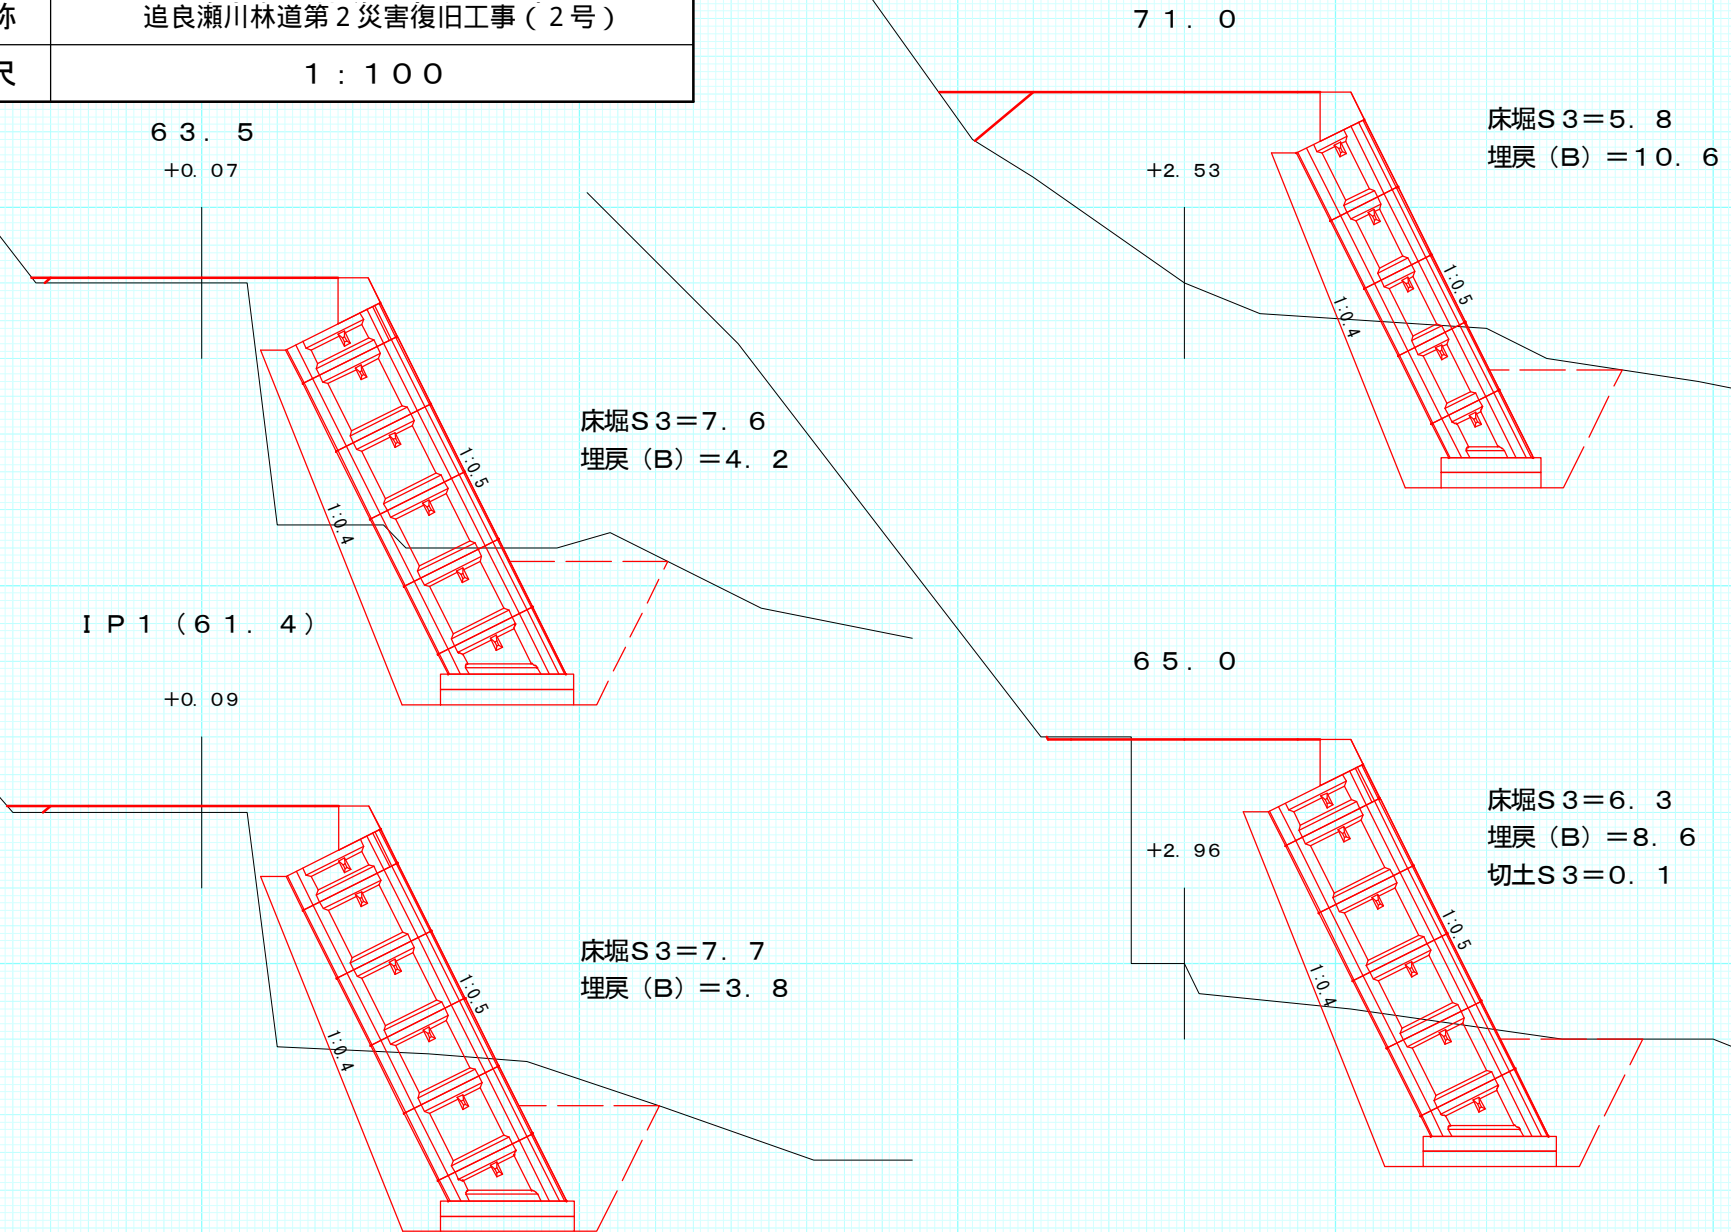 称 追良瀬川林道第2災害復旧工事(2号)
尺 1:100
63.5
+0.07
床堀S3=7.6
埋戻(B)=4.2
1:0.5
1:0.4
IP1(61.4)
+0.09
床堀S3=7.7
埋戻(B)=3.8
1:0.5
1:0.4
71.0
+2.53
床堀S3=5.8
埋戻(B)=10.6
1:0.5
1:0.4
65.0
+2.96
床堀S3=6.3
埋戻(B)=8.6
切土S3=0.1
1:0.5
1:0.4